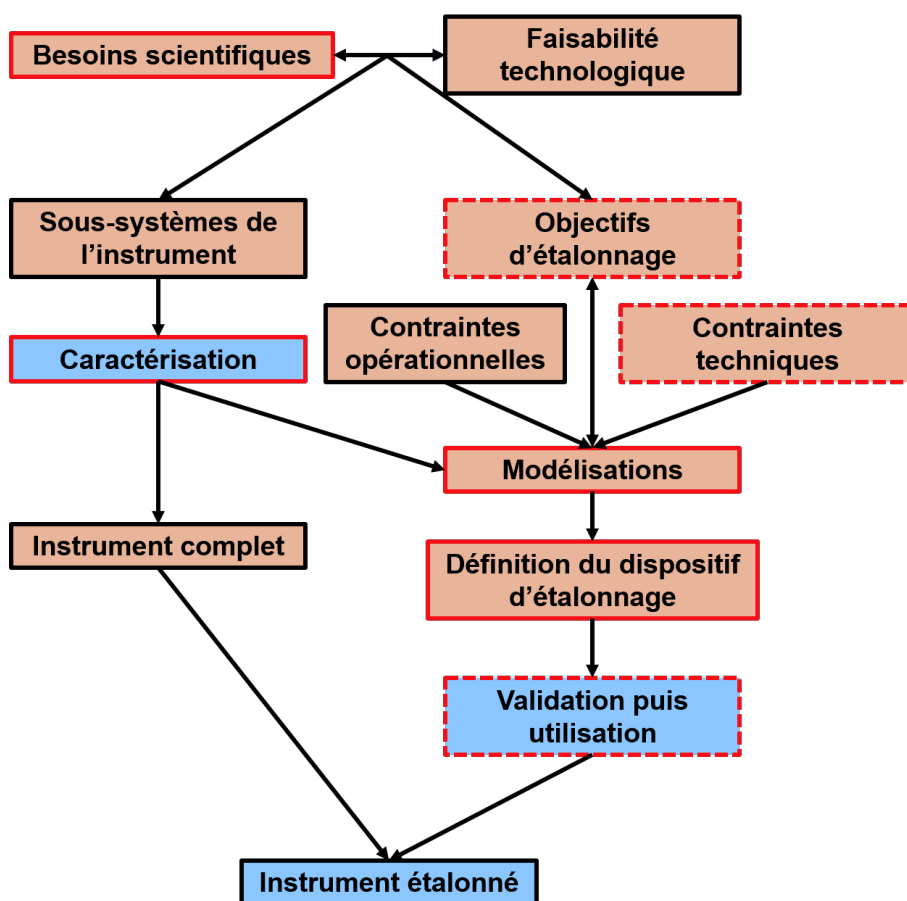 Besoins scientifiques
Faisabilité
technologique
Sous-systèmes de
l’instrument
Objectifs
d’étalonnage
Caractérisation
Contraintes
opérationnelles
Contraintes
techniques
Modélisations
Instrument complet
Définition du dispositif
d’étalonnage
Validation puis
utilisation
Instrument étalonné